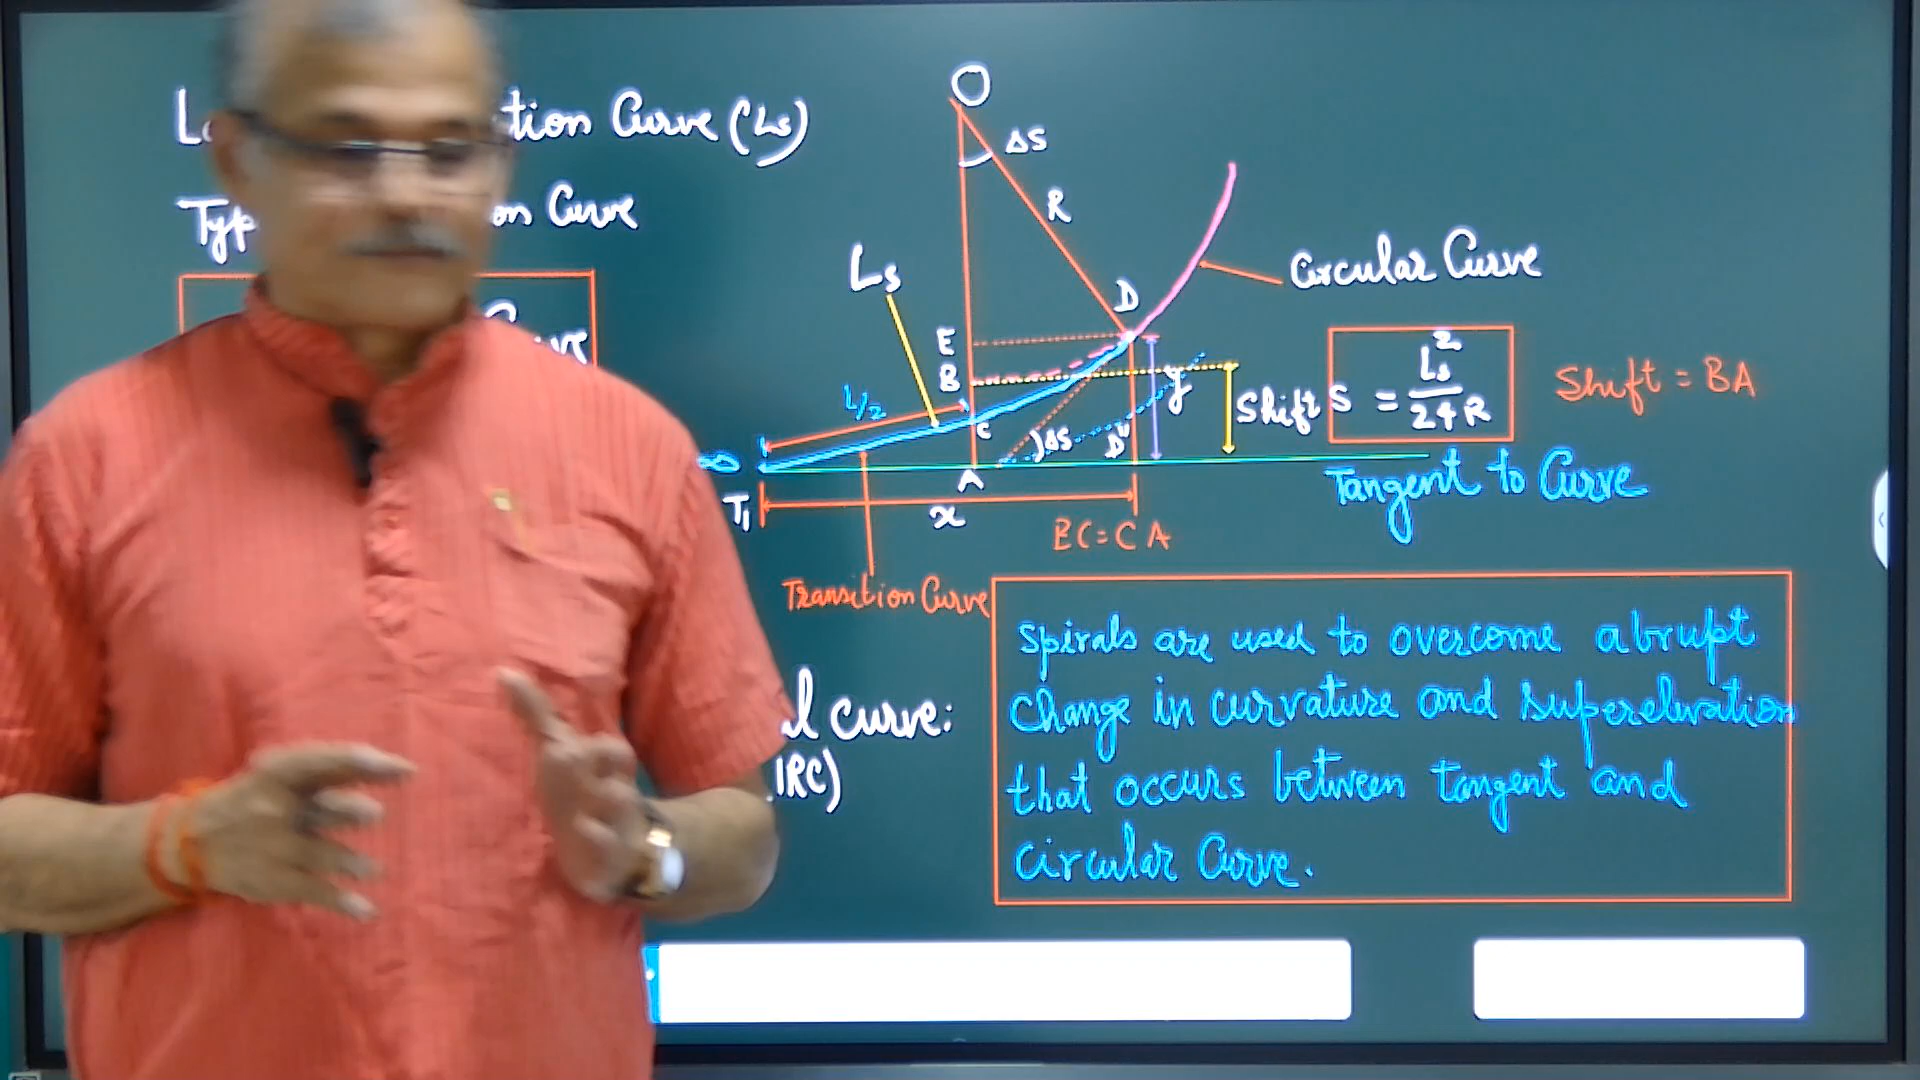 tion Curve (Ls)
on Curve
O
ΔS
R
Ls
Circular Curve
D
E
B
L/2
C
y
Shift S = Ls²/24R
Shift = BA
ΔS
D"
∞
T1
A
x
Tangent to Curve
BC=CA
Transition Curve
Spirals are used to overcome abrupt
change in curvature and superelevation
that occurs between tangent and
circular Curve.
l curve:
IRC)